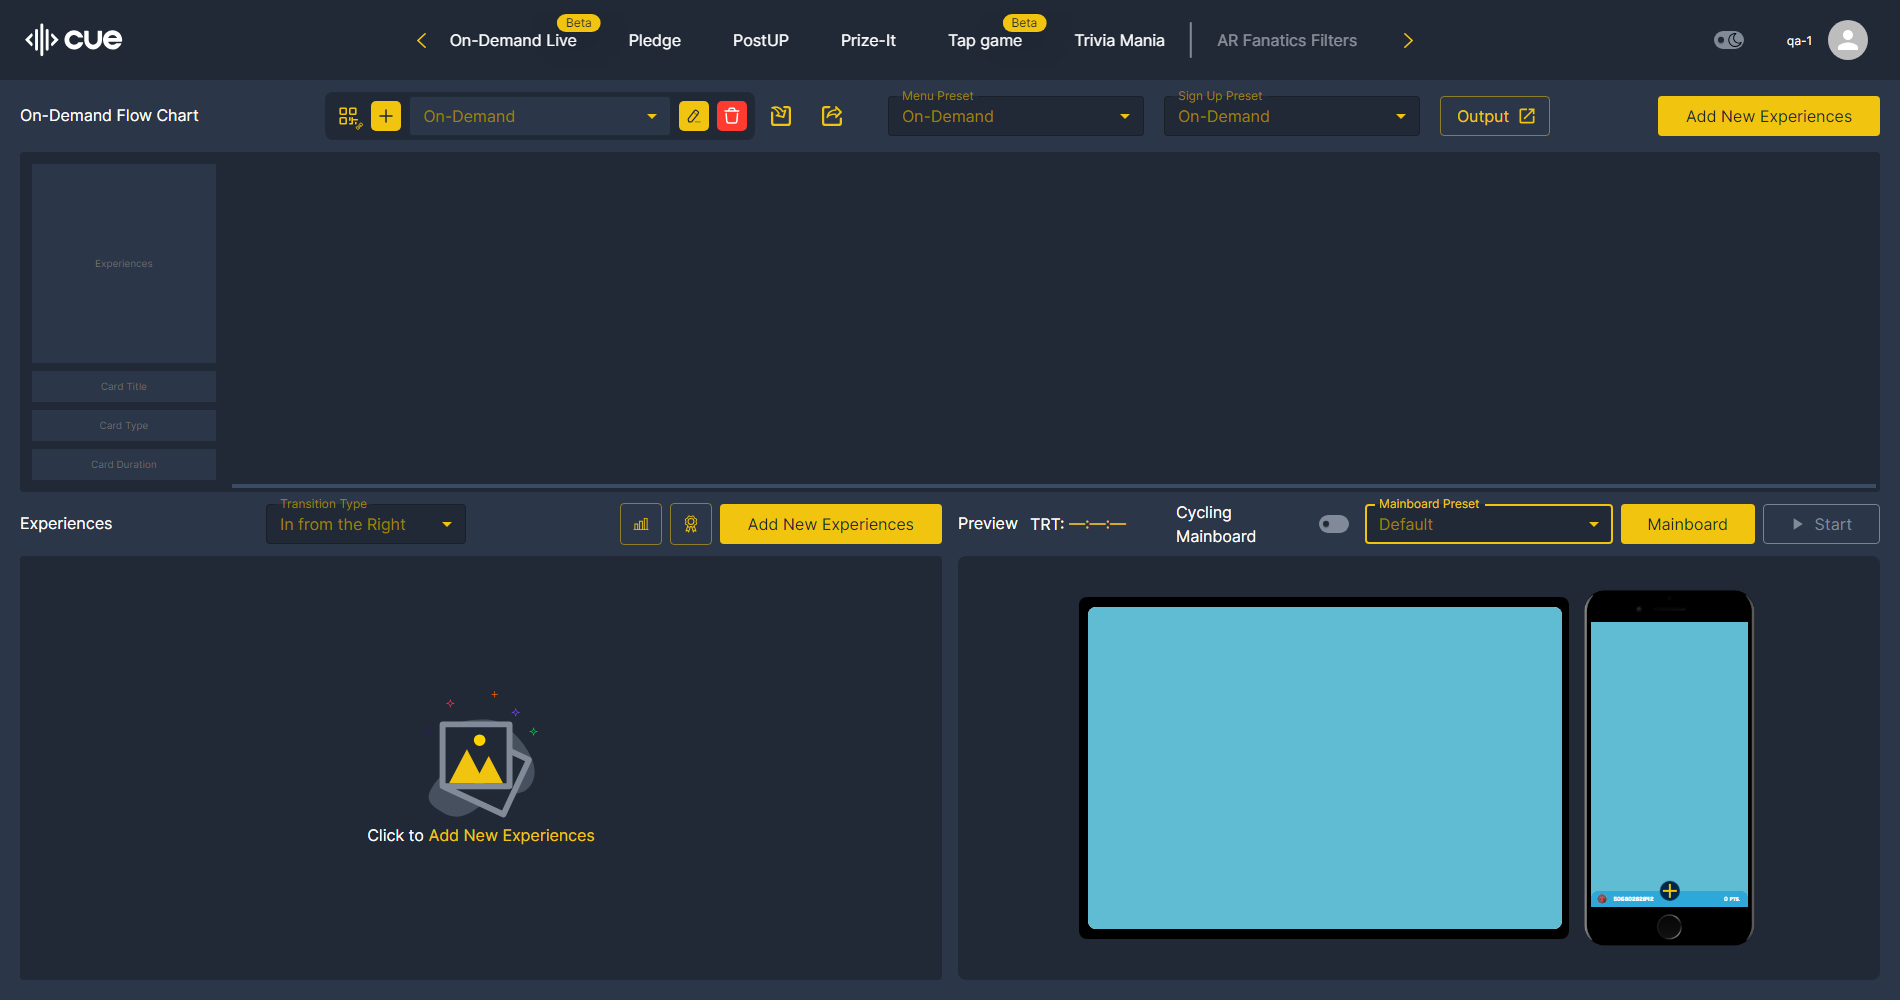 cue
On-Demand Live
Beta
Pledge
PostUP
Prize-It
Tap game
Beta
Trivia Mania
AR Fanatics Filters
qa-1
On-Demand Flow Chart
On-Demand
Menu Preset
On-Demand
Sign Up Preset
On-Demand
Output
Add New Experiences
Experiences
Card Title
Card Type
Card Duration
Experiences
Transition Type
In from the Right
Add New Experiences
Preview
TRT: —:—:—
Cycling
Mainboard
Mainboard Preset
Default
Mainboard
Start
Click to Add New Experiences
0 PTS.